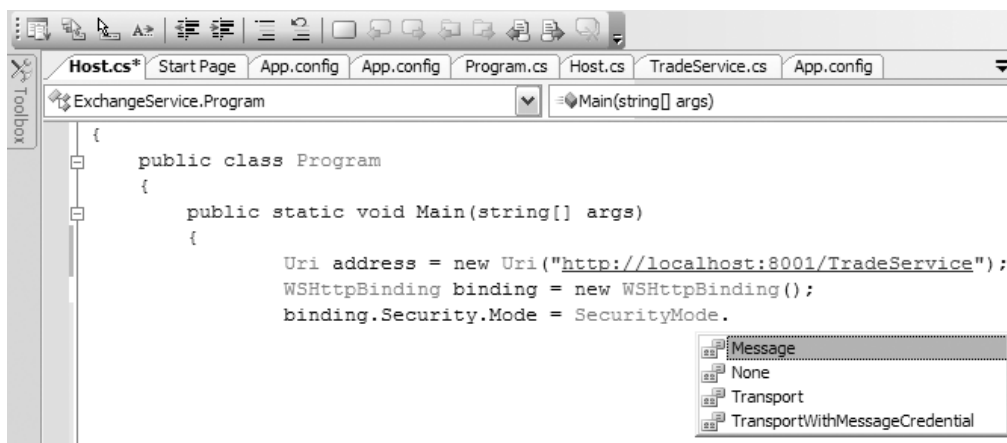 Host.cs* Start Page App.config App.config Program.cs Host.cs TradeService.cs App.config
Toolbox
ExchangeService.Program Main(string[] args)
{
public class Program
{
public static void Main(string[] args)
{
Uri address = new Uri("http://localhost:8001/TradeService");
WSHttpBinding binding = new WSHttpBinding();
binding.Security.Mode = SecurityMode.
Message
None
Transport
TransportWithMessageCredential